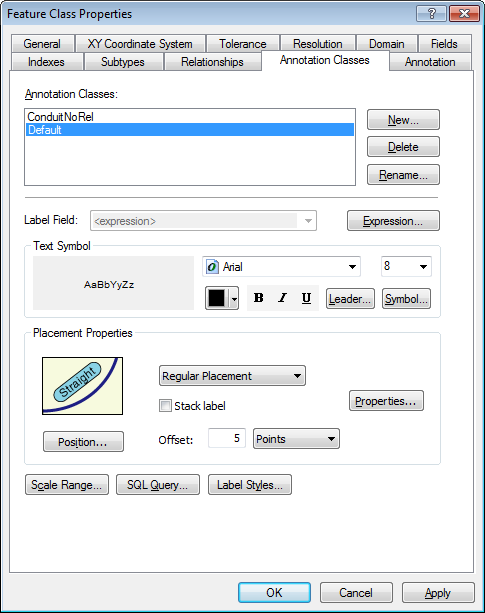 Feature Class Properties
General XY Coordinate System Tolerance Resolution Domain Fields
Indexes Subtypes Relationships Annotation Classes Annotation
Annotation Classes:
ConduitNoRel
Default
New...
Delete
Rename...
Label Field: <expression> Expression...
Text Symbol
AaBbYyZz
Arial 8
B I U Leader... Symbol...
Placement Properties
Straight
Regular Placement
Stack label
Properties...
Position... Offset: 5 Points
Scale Range... SQL Query... Label Styles...
OK Cancel Apply